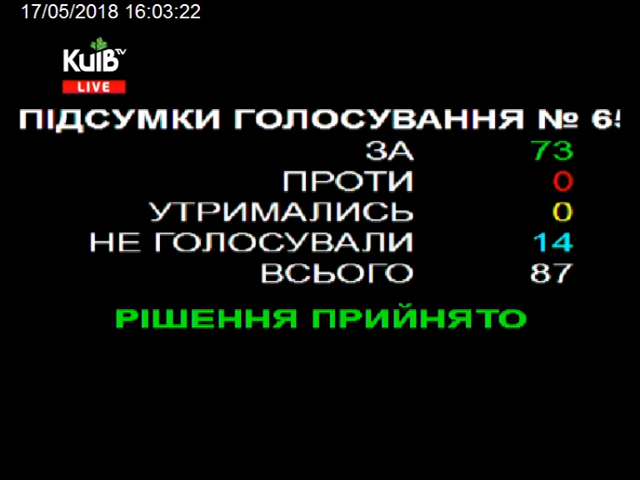 17/05/2018 16:03:22
КиїВ TV
LIVE
ПІДСУМКИ ГОЛОСУВАННЯ №
ЗА 73
ПРОТИ 0
УТРИМАЛИСЬ 0
НЕ ГОЛОСУВАЛИ 14
ВСЬОГО 87
РІШЕННЯ ПРИЙНЯТО